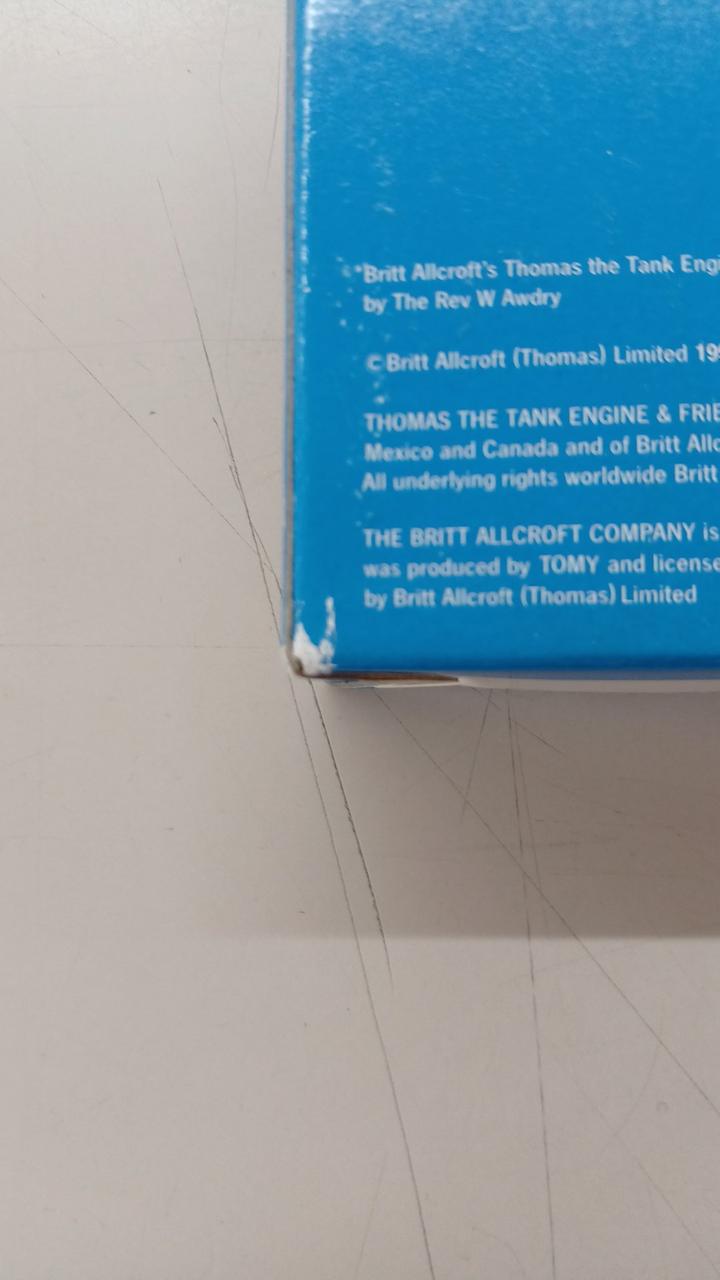 *Britt Allcroft's Thomas the Tank
by The Rev W Awdry
© Britt Allcroft (Thomas) Limited
THOMAS THE TANK ENGINE &
Mexico and Canada and of Britt
All underlying rights worldwide Britt
THE BRITT ALLCROFT COMPANY is
was produced by TOMY and
by Britt Allcroft (Thomas) Limited